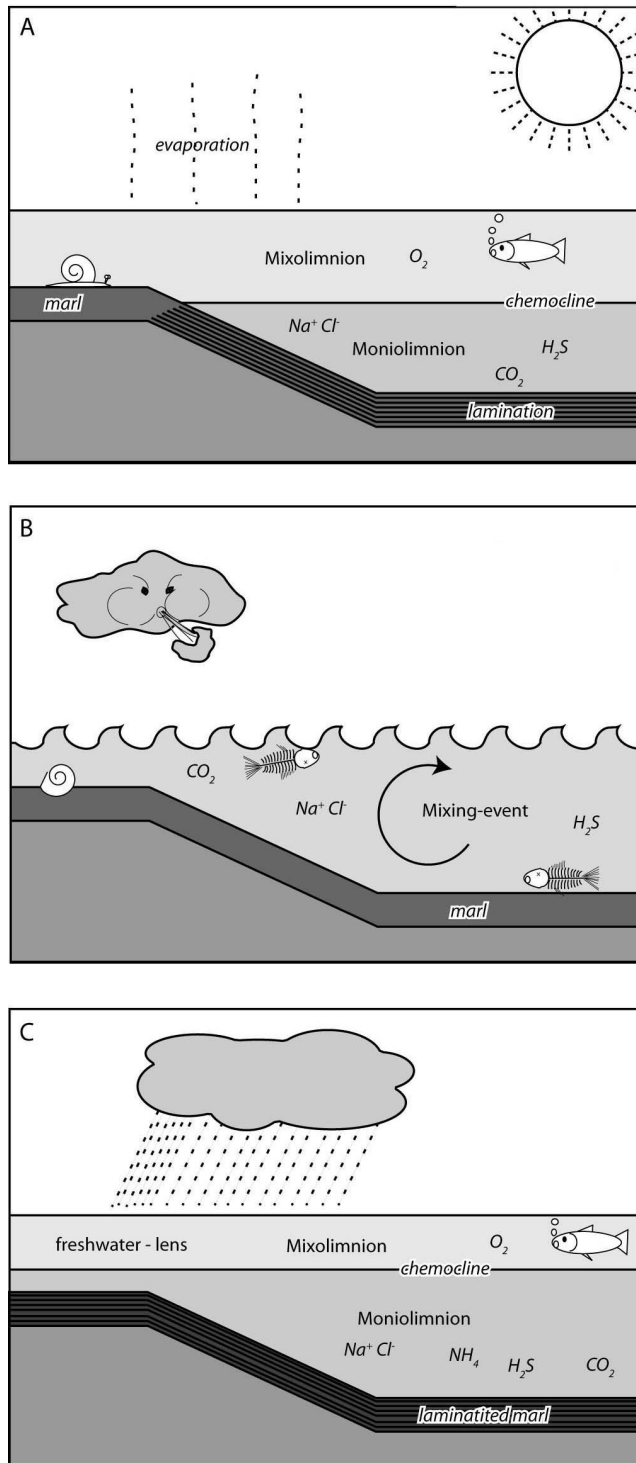 A
evaporation
Mixolimnion O₂
marl
chemocline
Na⁺ Cl⁻
Moniolimnion H₂S
CO₂
lamination
B
CO₂
Na⁺ Cl⁻ Mixing-event
H₂S
marl
C
freshwater - lens Mixolimnion O₂
chemocline
Moniolimnion
Na⁺ Cl⁻ NH₄ H₂S CO₂
laminatited marl